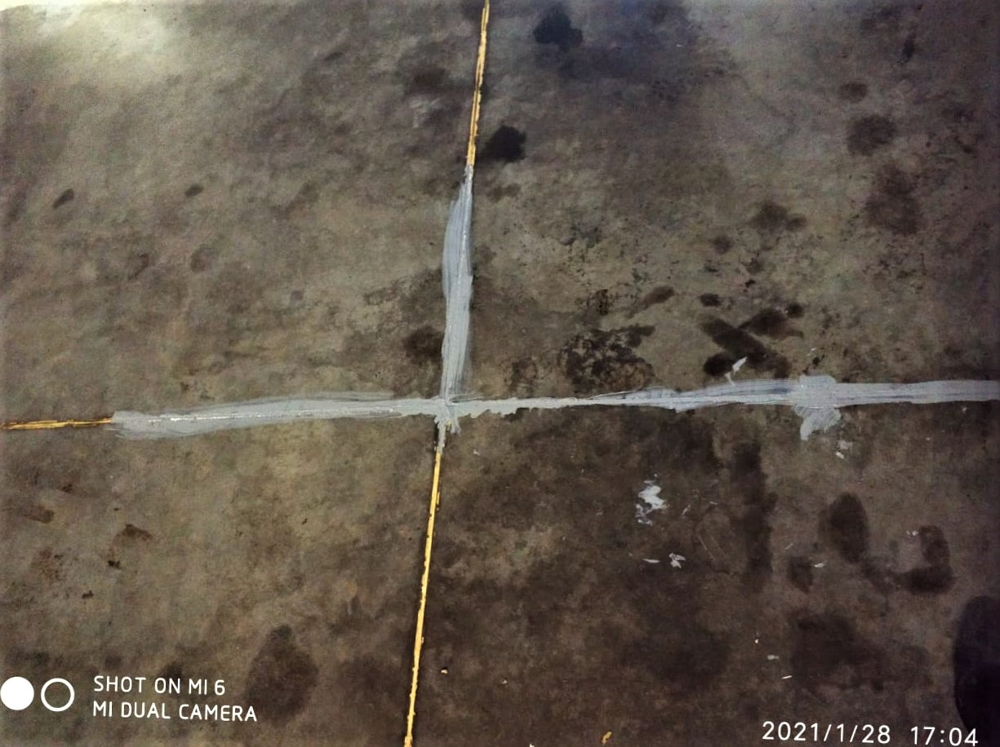 SHOT ON MI 6
MI DUAL CAMERA
2021/1/28 17:04